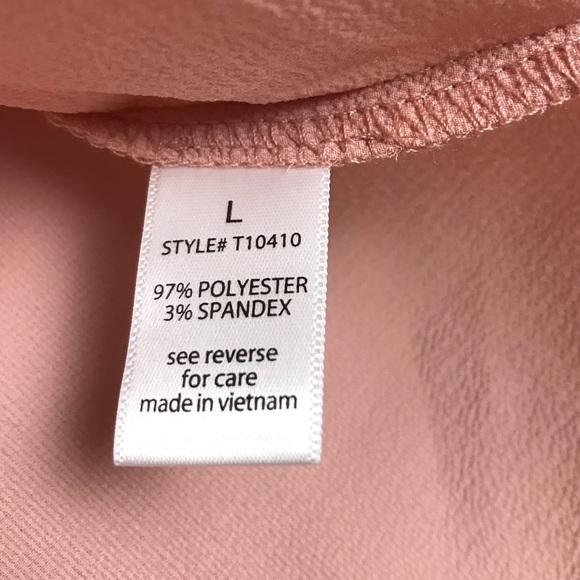 L
STYLE# T10410
97% POLYESTER
3% SPANDEX
see reverse
for care
made in vietnam